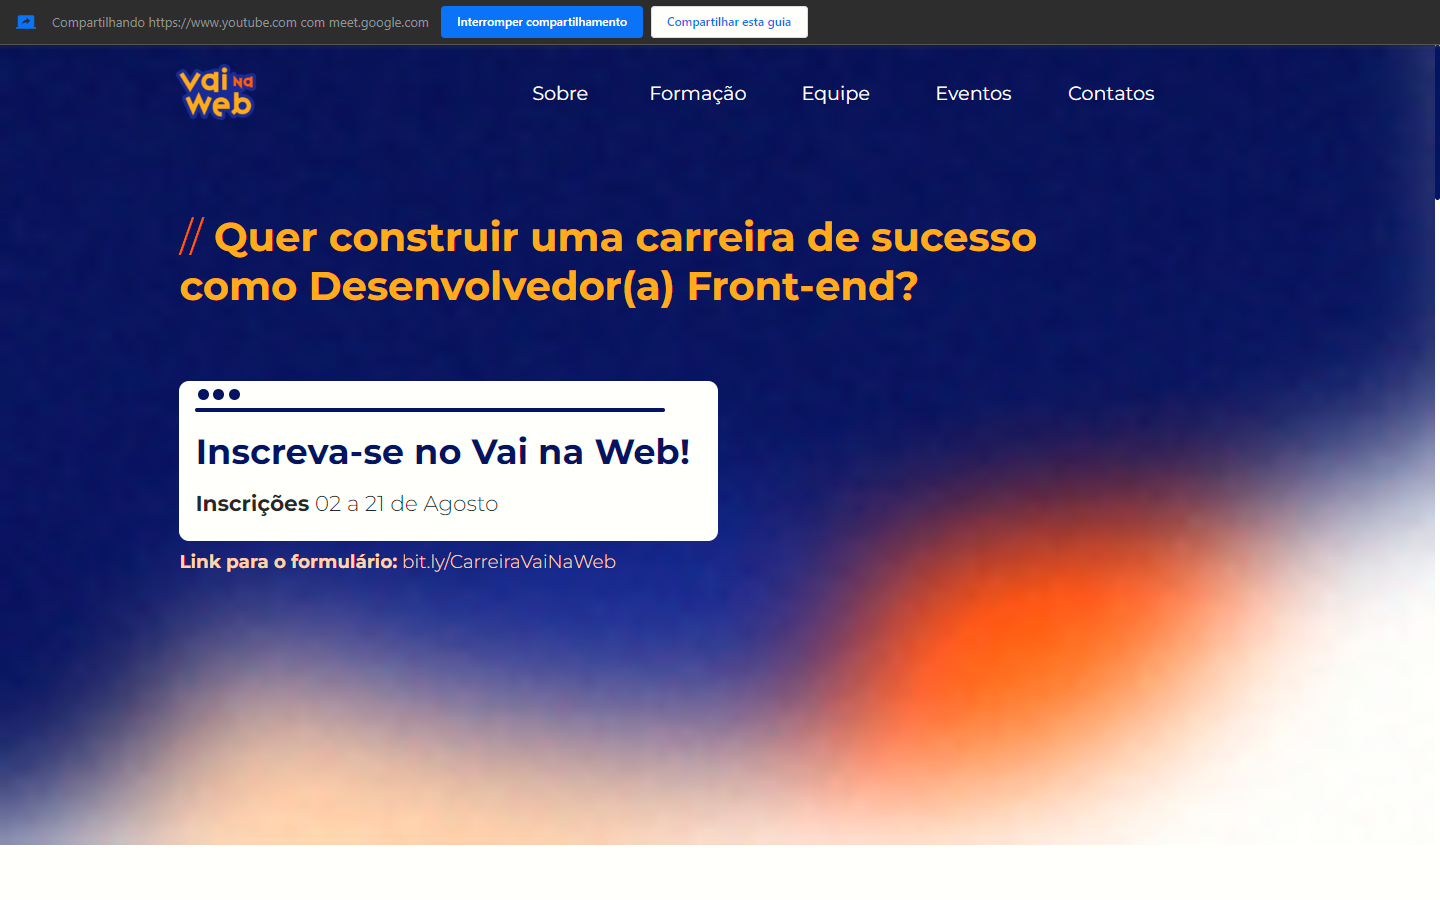 Compartilhando https://www.youtube.com com meet.google.com Interromper compartilhamento Compartilhar esta guia
vai na
web
Sobre Formação Equipe Eventos Contatos
// Quer construir uma carreira de sucesso
como Desenvolvedor(a) Front-end?
Inscreva-se no Vai na Web!
Inscrições 02 a 21 de Agosto
Link para o formulário: bit.ly/CarreiraVaiNaWeb